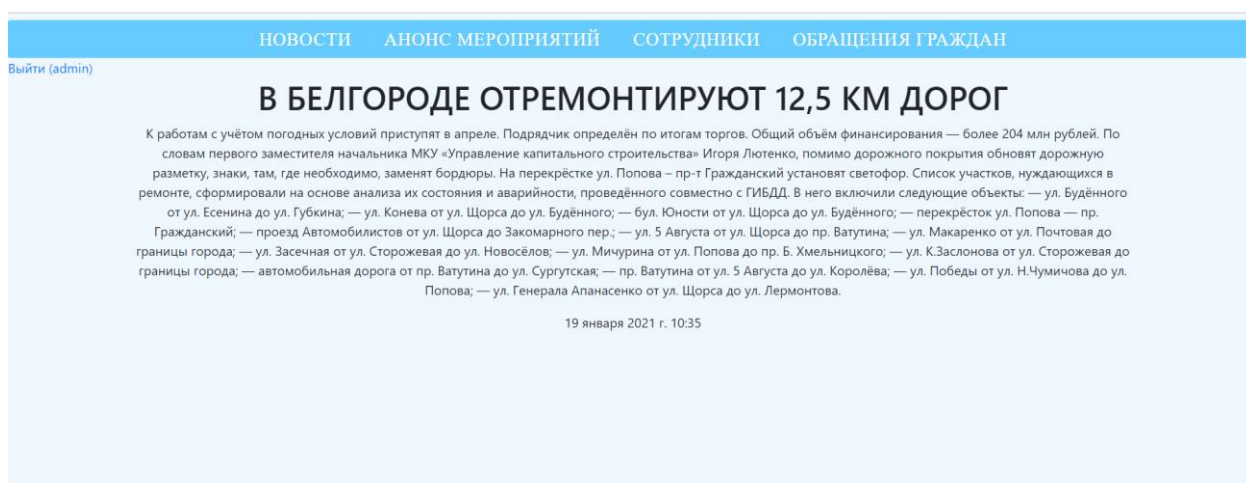 НОВОСТИ АНОНС МЕРОПРИЯТИЙ СОТРУДНИКИ ОБРАЩЕНИЯ ГРАЖДАН
Выйти (admin)
В БЕЛГОРОДЕ ОТРЕМОНТИРУЮТ 12,5 КМ ДОРОГ
К работам с учётом погодных условий приступят в апреле. Подрядчик определён по итогам торгов. Общий объём финансирования — более 204 млн рублей. По
словам первого заместителя начальника МКУ «Управление капитального строительства» Игоря Лютенко, помимо дорожного покрытия обновят дорожную
разметку, знаки, там, где необходимо, заменят бордюры. На перекрёстке ул. Попова – пр-т Гражданский установят светофор. Список участков, нуждающихся в
ремонте, сформировали на основе анализа их состояния и аварийности, проведённого совместно с ГИБДД. В него включили следующие объекты: — ул. Будённого
от ул. Есенина до ул. Губкина; — ул. Конева от ул. Щорса до ул. Будённого; — бул. Юности от ул. Щорса до ул. Будённого; — перекрёсток ул. Попова — пр.
Гражданский; — проезд Автомобилистов от ул. Щорса до Закомарного пер.; — ул. 5 Августа от ул. Щорса до пр. Ватутина; — ул. Макаренко от ул. Почтовая до
границы города; — ул. Засечная от ул. Сторожевая до ул. Новосёлов; — ул. Мичурина от ул. Попова до пр. Б. Хмельницкого; — ул. К.Заслонова от ул. Сторожевая до
границы города; — автомобильная дорога от пр. Ватутина до ул. Сургутская; — пр. Ватутина от ул. 5 Августа до ул. Королёва; — ул. Победы от ул. Н.Чумичова до ул.
Попова; — ул. Генерала Апанасенко от ул. Щорса до ул. Лермонтова.
19 января 2021 г. 10:35